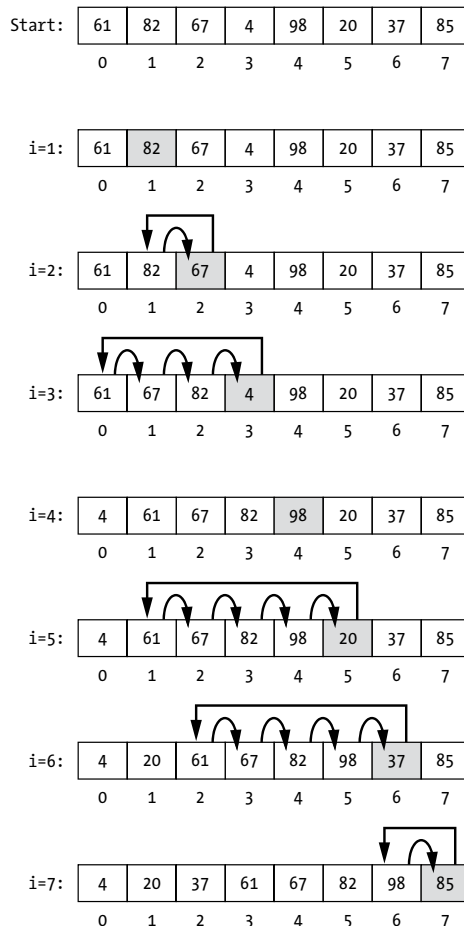 Start: 61 82 67 4 98 20 37 85
0 1 2 3 4 5 6 7
i=1: 61 82 67 4 98 20 37 85
0 1 2 3 4 5 6 7
i=2: 61 82 67 4 98 20 37 85
0 1 2 3 4 5 6 7
i=3: 61 67 82 4 98 20 37 85
0 1 2 3 4 5 6 7
i=4: 4 61 67 82 98 20 37 85
0 1 2 3 4 5 6 7
i=5: 4 61 67 82 98 20 37 85
0 1 2 3 4 5 6 7
i=6: 4 20 61 67 82 98 37 85
0 1 2 3 4 5 6 7
i=7: 4 20 37 61 67 82 98 85
0 1 2 3 4 5 6 7